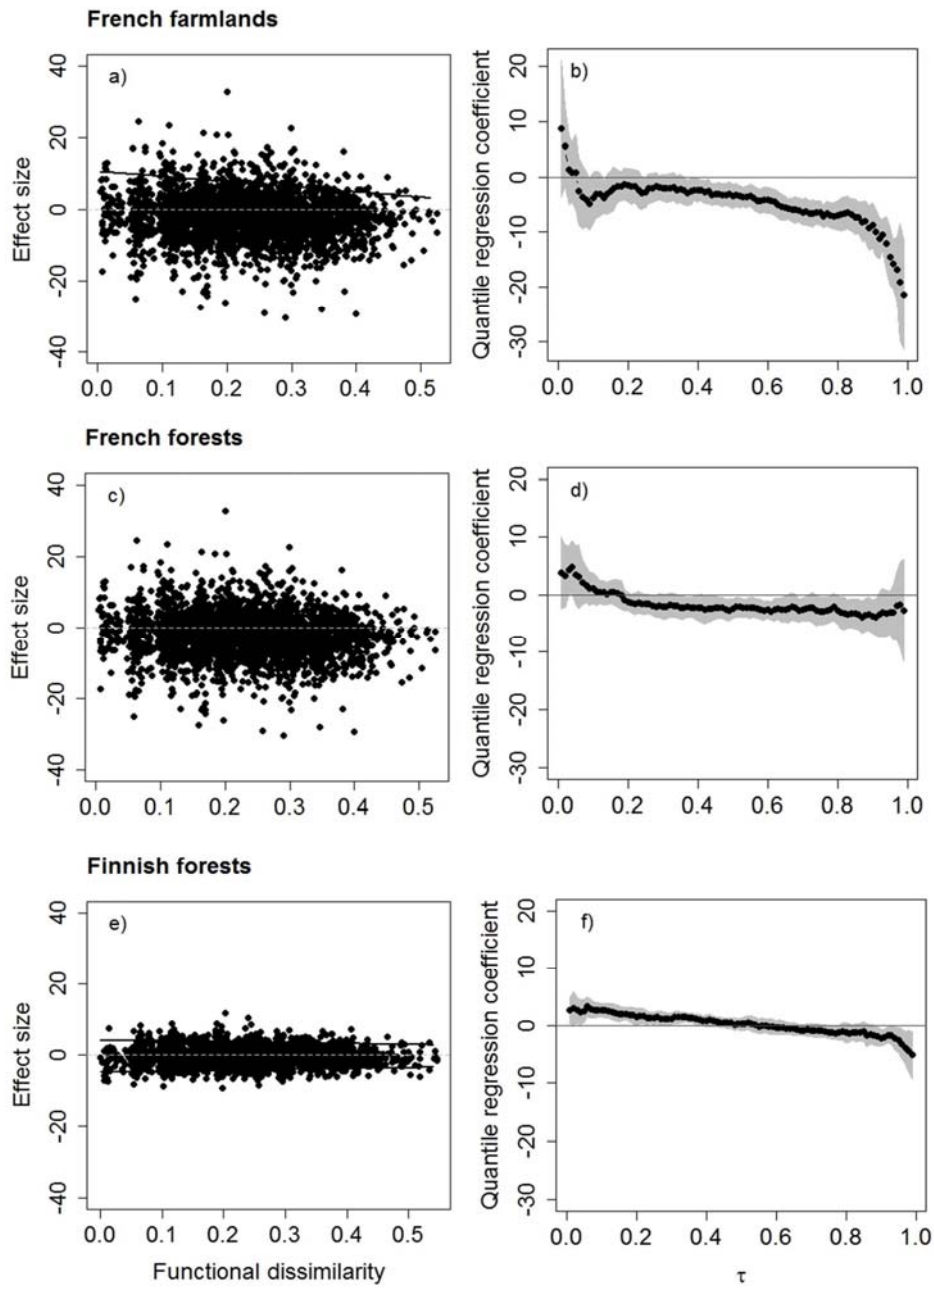 French farmlands
a)
Effect size
40
20
0
-20
-40
0.0 0.1 0.2 0.3 0.4 0.5
b)
Quantile regression coefficient
20
10
0
-10
-20
-30
0.0 0.2 0.4 0.6 0.8 1.0
French forests
c)
Effect size
40
20
0
-20
-40
0.0 0.1 0.2 0.3 0.4 0.5
d)
Quantile regression coefficient
20
10
0
-10
-20
-30
0.0 0.2 0.4 0.6 0.8 1.0
Finnish forests
e)
Effect size
40
20
0
-20
-40
0.0 0.1 0.2 0.3 0.4 0.5
Functional dissimilarity
f)
Quantile regression coefficient
20
10
0
-10
-20
-30
0.0 0.2 0.4 0.6 0.8 1.0
τ